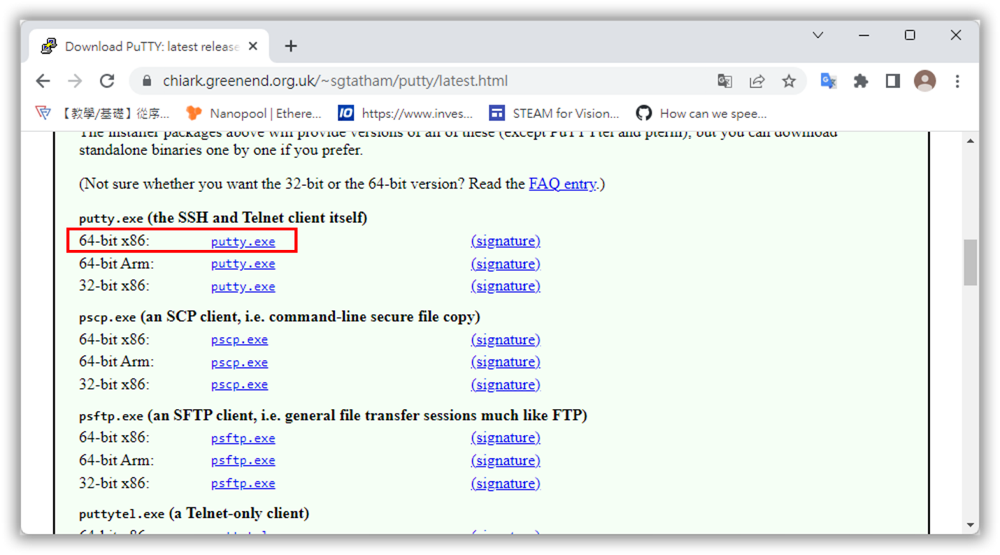 Download PuTTY: latest release
chiark.greenend.org.uk/~sgtatham/putty/latest.html
【教學/基礎】從序... Nanopool | Ethere... IO https://www.inves... STEAM for Vision... How can we spee...
The installer packages above will provide versions of all of these (except PuTTYtel and pterm), but you can download
standalone binaries one by one if you prefer.
(Not sure whether you want the 32-bit or the 64-bit version? Read the FAQ entry.)
putty.exe (the SSH and Telnet client itself)
64-bit x86: putty.exe (signature)
64-bit Arm: putty.exe (signature)
32-bit x86: putty.exe (signature)
pscp.exe (an SCP client, i.e. command-line secure file copy)
64-bit x86: pscp.exe (signature)
64-bit Arm: pscp.exe (signature)
32-bit x86: pscp.exe (signature)
psftp.exe (an SFTP client, i.e. general file transfer sessions much like FTP)
64-bit x86: psftp.exe (signature)
64-bit Arm: psftp.exe (signature)
32-bit x86: psftp.exe (signature)
puttytel.exe (a Telnet-only client)